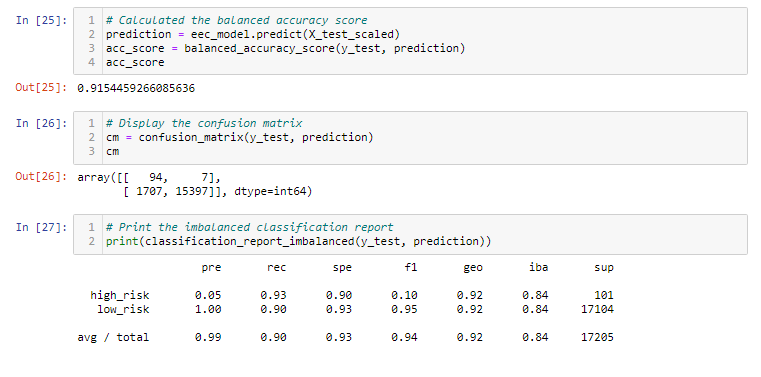 In [25]: 1 # Calculated the balanced accuracy score
2 prediction = eec_model.predict(X_test_scaled)
3 acc_score = balanced_accuracy_score(y_test, prediction)
4 acc_score
Out[25]: 0.9154459266085636
In [26]: 1 # Display the confusion matrix
2 cm = confusion_matrix(y_test, prediction)
3 cm
Out[26]: array([[   94,     7],
       [ 1707, 15397]], dtype=int64)
In [27]: 1 # Print the imbalanced classification report
2 print(classification_report_imbalanced(y_test, prediction))
pre rec spe f1 geo iba sup
high_risk 0.05 0.93 0.90 0.10 0.92 0.84 101
low_risk 1.00 0.90 0.93 0.95 0.92 0.84 17104
avg / total 0.99 0.90 0.93 0.94 0.92 0.84 17205